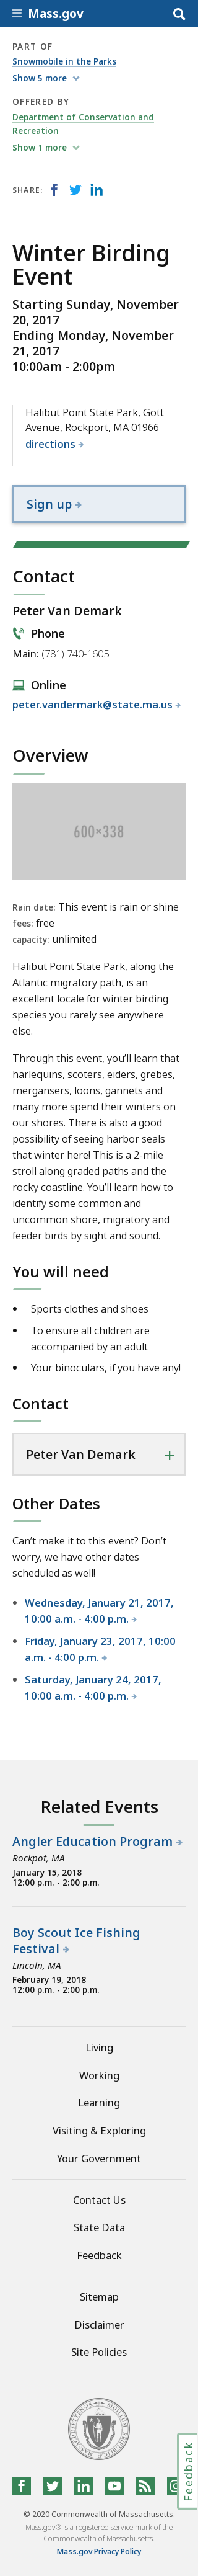 Mass.gov
PART OF
Snowmobile in the Parks
Show 5 more
OFFERED BY
Department of Conservation and
Recreation
Show 1 more
SHARE:
Winter Birding
Event
Starting Sunday, November
20, 2017
Ending Monday, November
21, 2017
10:00am - 2:00pm
Halibut Point State Park, Gott
Avenue, Rockport, MA 01966
directions
Sign up
Contact
Peter Van Demark
Phone
Main: (781) 740-1605
Online
peter.vandermark@state.ma.us
Overview
600×338
Rain date: This event is rain or shine
fees: free
capacity: unlimited
Halibut Point State Park, along the
Atlantic migratory path, is an
excellent locale for winter birding
species you rarely see anywhere
else.
Through this event, you’ll learn that
harlequins, scoters, eiders, grebes,
mergansers, loons, gannets and
many more spend their winters on
our shores. There is also a good
possibility of seeing harbor seals
that winter here! This is a 2-mile
stroll along graded paths and the
rocky coastline. You’ll learn how to
identify some common and
uncommon shore, migratory and
feeder birds by sight and sound.
You will need
• Sports clothes and shoes
• To ensure all children are
accompanied by an adult
• Your binoculars, if you have any!
Contact
Peter Van Demark +
Other Dates
Can’t make it to this event? Don’t
worry, we have other dates
scheduled as well!
• Wednesday, January 21, 2017,
10:00 a.m. - 4:00 p.m.
• Friday, January 23, 2017, 10:00
a.m. - 4:00 p.m.
• Saturday, January 24, 2017,
10:00 a.m. - 4:00 p.m.
Related Events
Angler Education Program
Rockpot, MA
January 15, 2018
12:00 p.m. - 2:00 p.m.
Boy Scout Ice Fishing
Festival
Lincoln, MA
February 19, 2018
12:00 p.m. - 2:00 p.m.
Living
Working
Learning
Visiting & Exploring
Your Government
Contact Us
State Data
Feedback
Sitemap
Disclaimer
Site Policies
Feedback
© 2020 Commonwealth of Massachusetts.
Mass.gov® is a registered service mark of the
Commonwealth of Massachusetts.
Mass.gov Privacy Policy